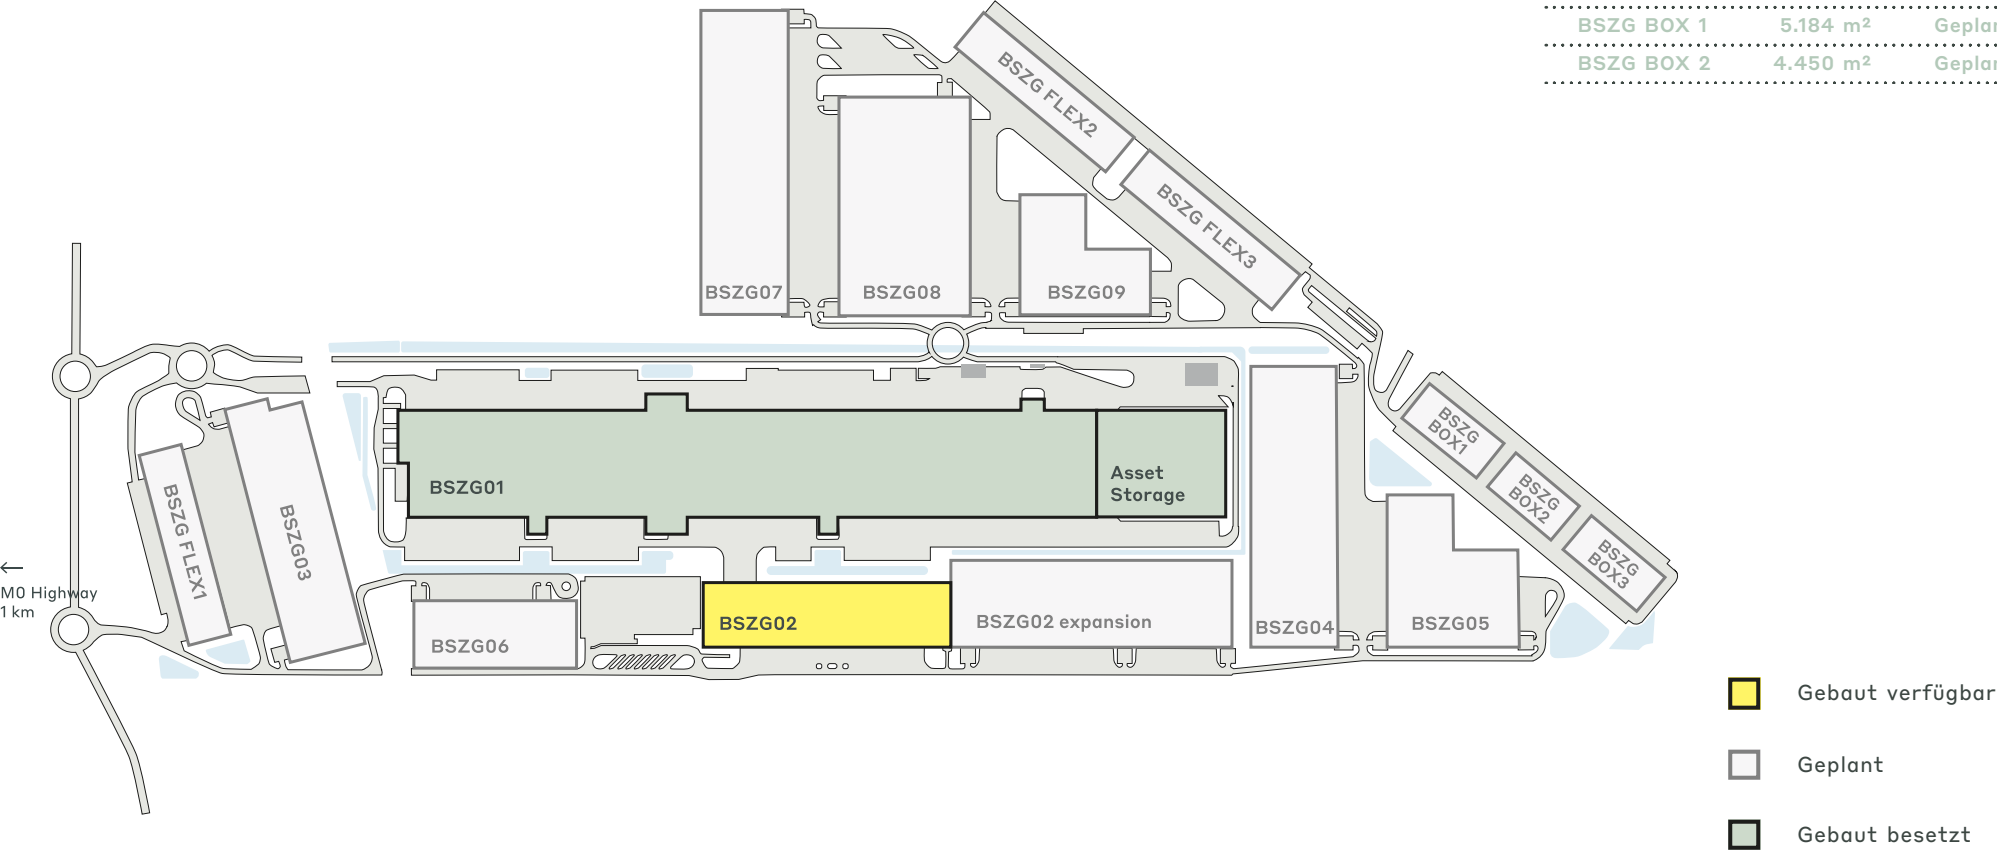 BSZG BOX 1 5.184 m² Geplan
BSZG BOX 2 4.450 m² Geplan
BSZG FLEX2
BSZG FLEX3
BSZG07
BSZG08
BSZG09
BSZG
BOX1
BSZG
BOX2
BSZG
BOX3
BSZG01
Asset
Storage
BSZG FLEX1
BSZG03
M0 Highway
1 km
BSZG06
BSZG02
BSZG02 expansion
BSZG04
BSZG05
Gebaut verfügbar
Geplant
Gebaut besetzt